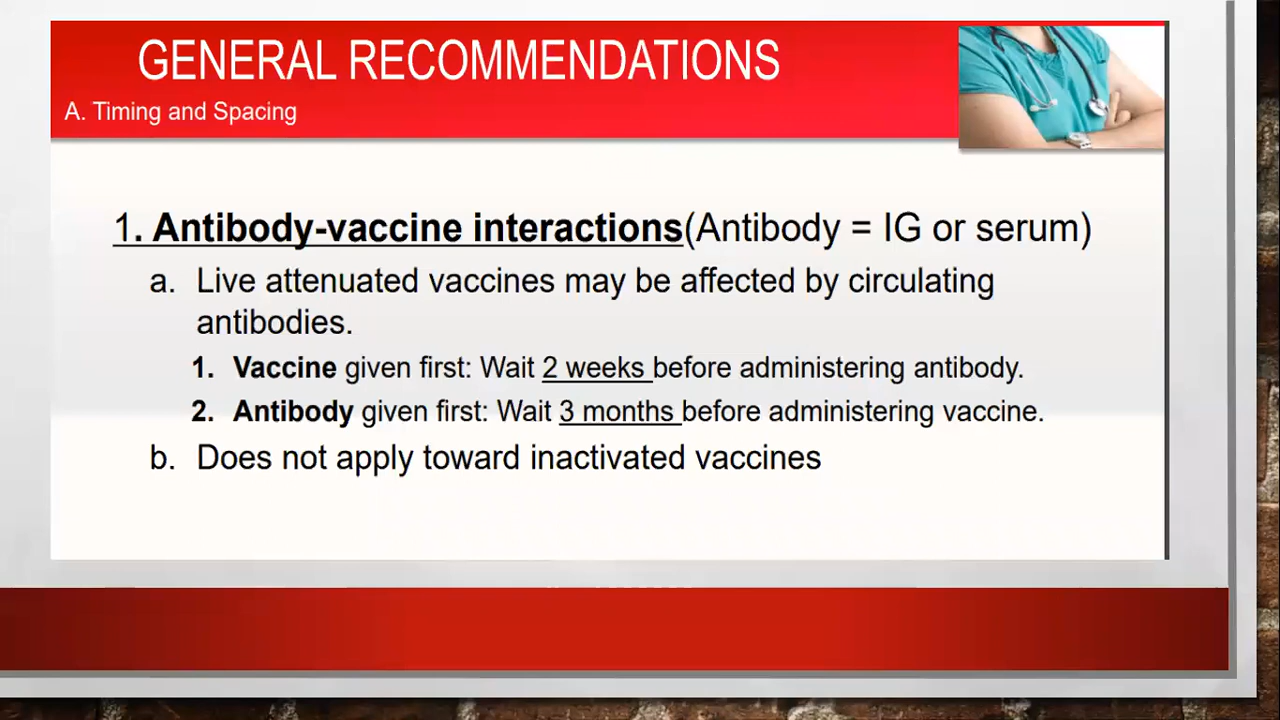 GENERAL RECOMMENDATIONS
A. Timing and Spacing
1. Antibody-vaccine interactions(Antibody = IG or serum)
a. Live attenuated vaccines may be affected by circulating
antibodies.
1. Vaccine given first: Wait 2 weeks before administering antibody.
2. Antibody given first: Wait 3 months before administering vaccine.
b. Does not apply toward inactivated vaccines